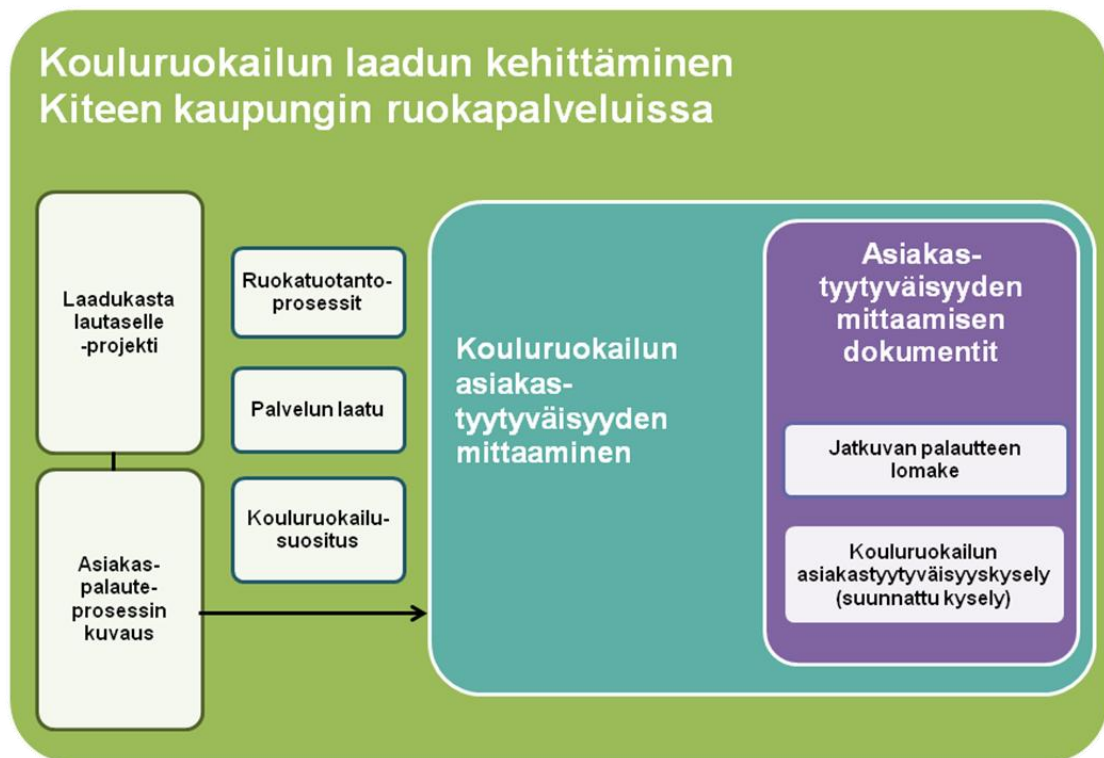 Kouluruokailun laadun kehittäminen
Kiteen kaupungin ruokapalveluissa
Laadukasta
lautaselle
-projekti
Asiakas-
palaute-
prosessin
kuvaus
Ruokatuotanto-
prosessit
Palvelun laatu
Kouluruokailu-
suositus
Kouluruokailun
asiakas-
tyytyväisyyden
mittaaminen
Asiakas-
tyytyväisyyden
mittaamisen
dokumentit
Jatkuvan palautteen
lomake
Kouluruokailun
asiakastyytyväisyyskysely
(suunnattu kysely)